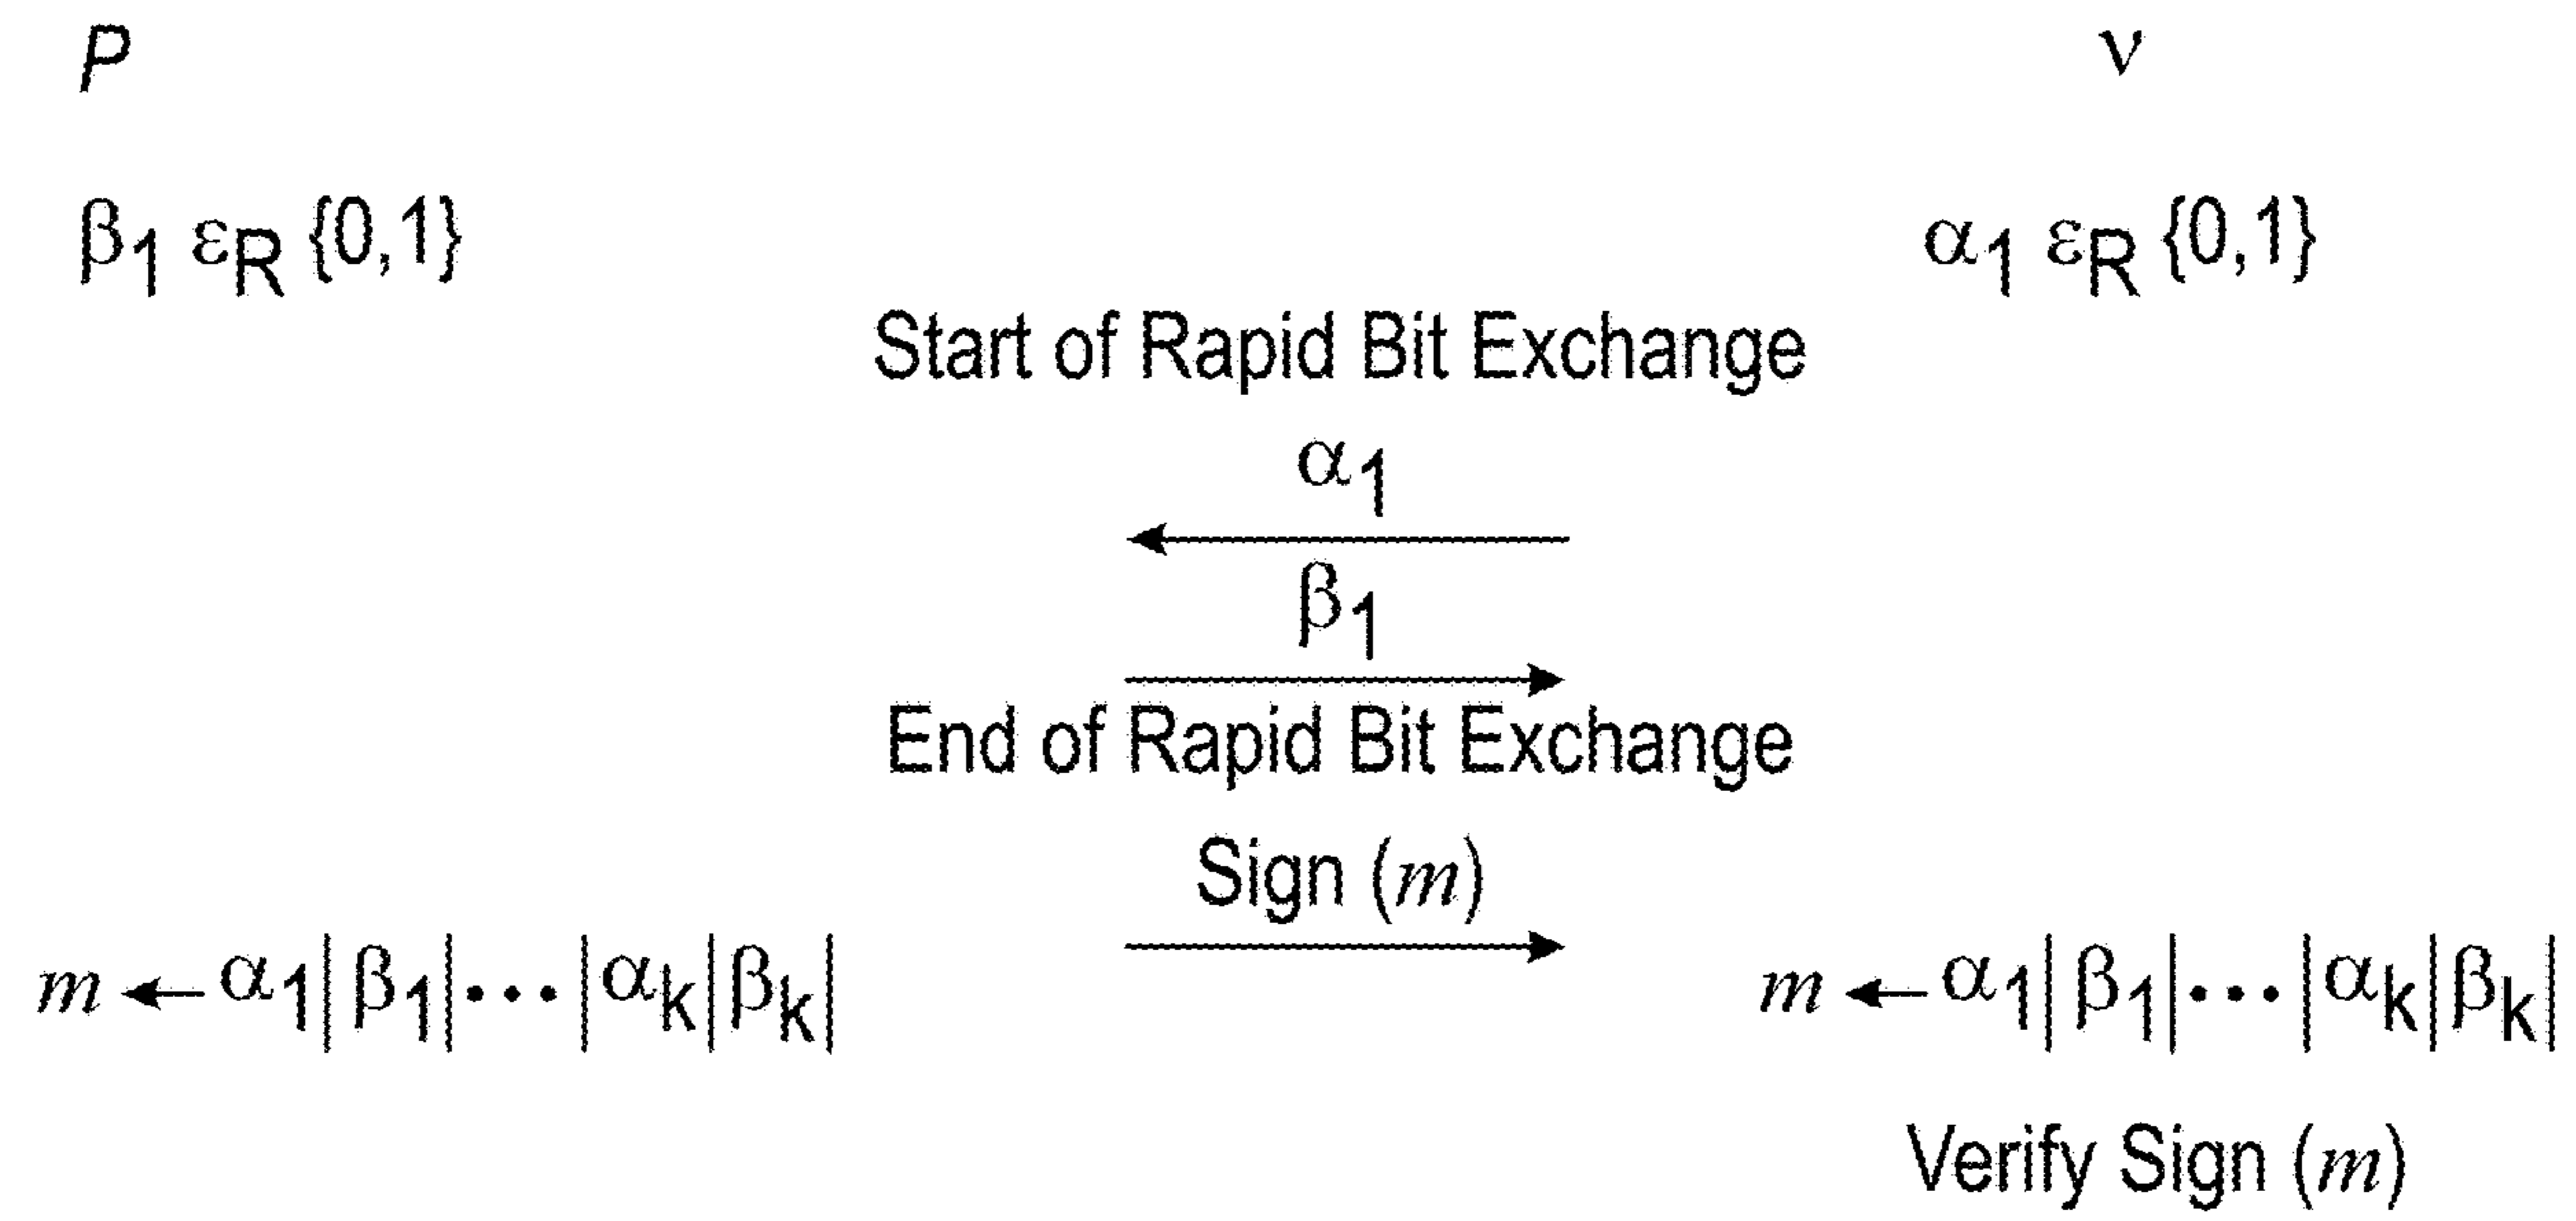 P ν
β1 εR {0,1} α1 εR {0,1}
Start of Rapid Bit Exchange
α1
β1
End of Rapid Bit Exchange
Sign (m)
m ← α1| β1|•••|αk|βk| m ← α1| β1|•••|αk|βk|
Verify Sign (m)